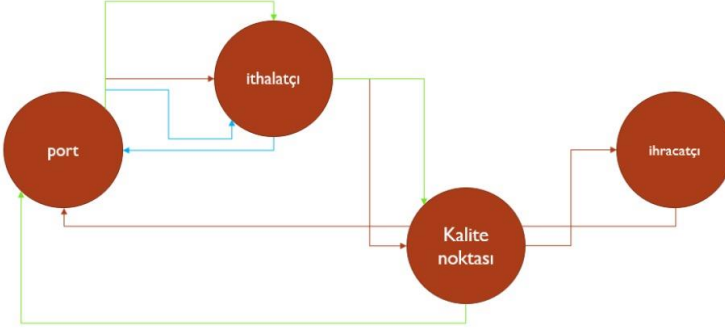 ithalatçı
port
ihracatçı
Kalite
noktası